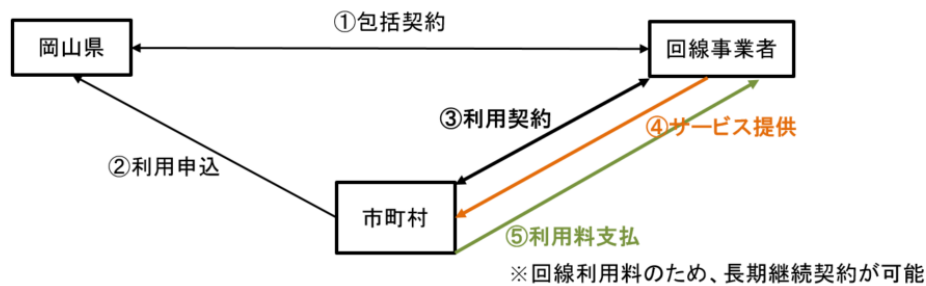 ①包括契約
岡山県
回線事業者
③利用契約
④サービス提供
②利用申込
市町村
⑤利用料支払
※回線利用料のため、長期継続契約が可能